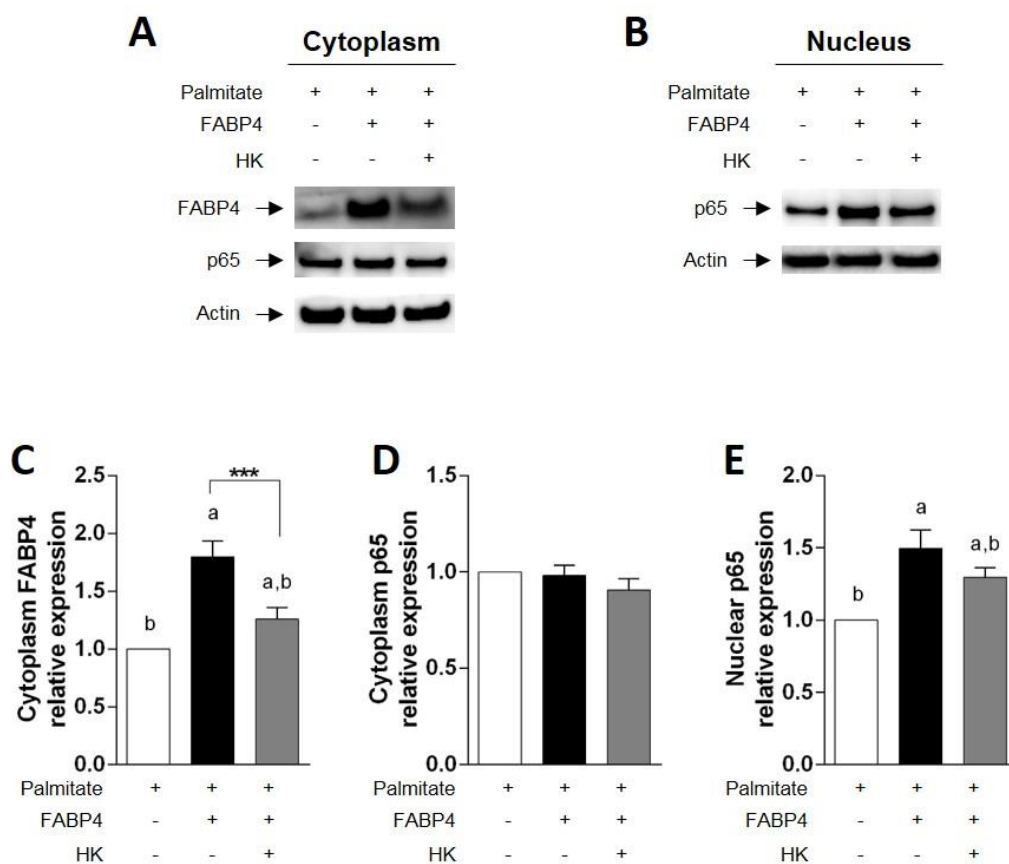 A
Cytoplasm
Palmitate + + +
FABP4 - + +
HK - - +
FABP4
p65
Actin
B
Nucleus
Palmitate + + +
FABP4 - + +
HK - - +
p65
Actin
C
Cytoplasm FABP4
relative expression
2.5
2.0
1.5
1.0
0.5
0.0
b
a
***
a,b
Palmitate + + +
FABP4 - + +
HK - - +
D
Cytoplasm p65
relative expression
1.5
1.0
0.5
0.0
Palmitate + + +
FABP4 - + +
HK - - +
E
Nuclear p65
relative expression
2.0
1.5
1.0
0.5
0.0
b
a
a,b
Palmitate + + +
FABP4 - + +
HK - - +